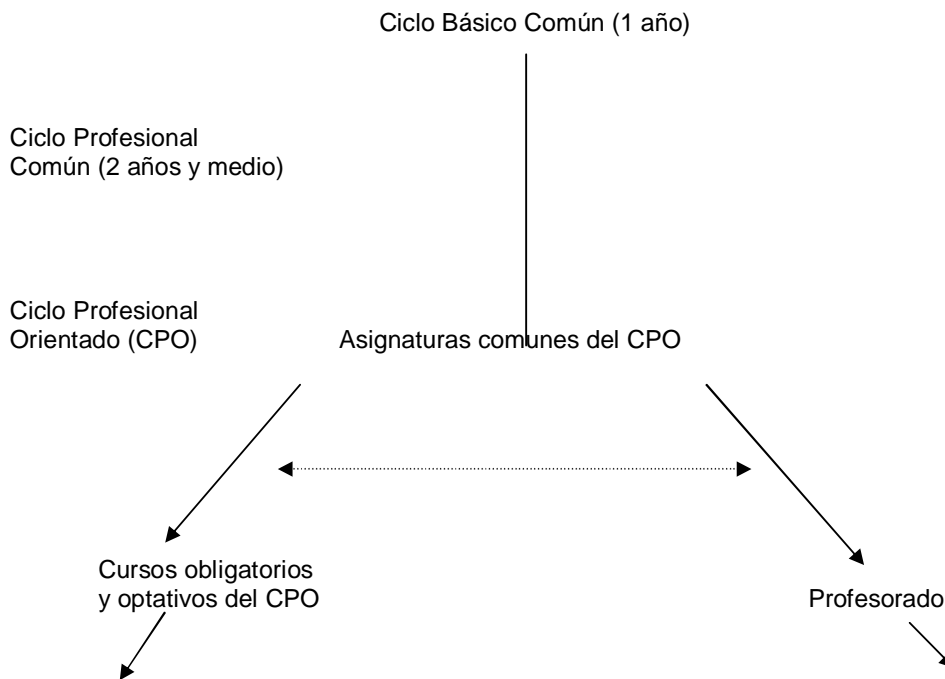 Ciclo Básico Común (1 año)
Ciclo Profesional
Común (2 años y medio)
Ciclo Profesional
Orientado (CPO)
Asignaturas comunes del CPO
Cursos obligatorios
y optativos del CPO
Profesorado